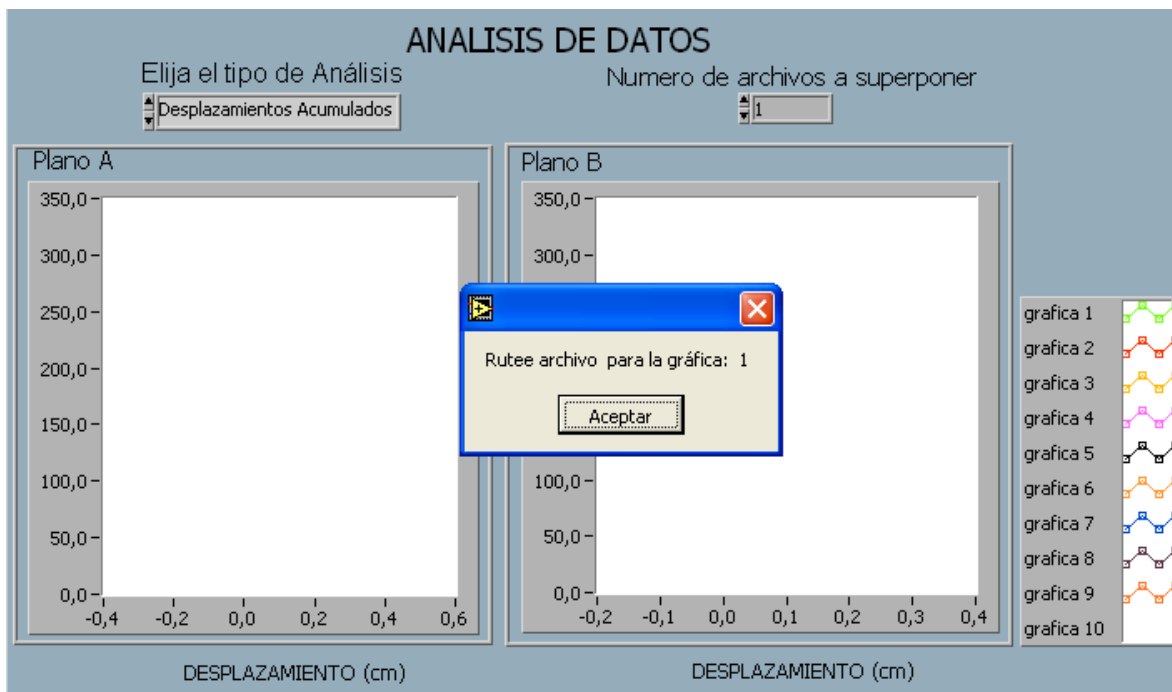 ANALISIS DE DATOS
Elija el tipo de Análisis
Desplazamientos Acumulados
Numero de archivos a superponer
1
Plano A
350,0
300,0
250,0
200,0
150,0
100,0
50,0
0,0
-0,4 -0,2 0,0 0,2 0,4 0,6
DESPLAZAMIENTO (cm)
Plano B
350,0
300,0
100,0
50,0
0,0
-0,2 -0,1 0,0 0,1 0,2 0,3 0,4
DESPLAZAMIENTO (cm)
Rutee archivo para la gráfica: 1
Aceptar
grafica 1
grafica 2
grafica 3
grafica 4
grafica 5
grafica 6
grafica 7
grafica 8
grafica 9
grafica 10